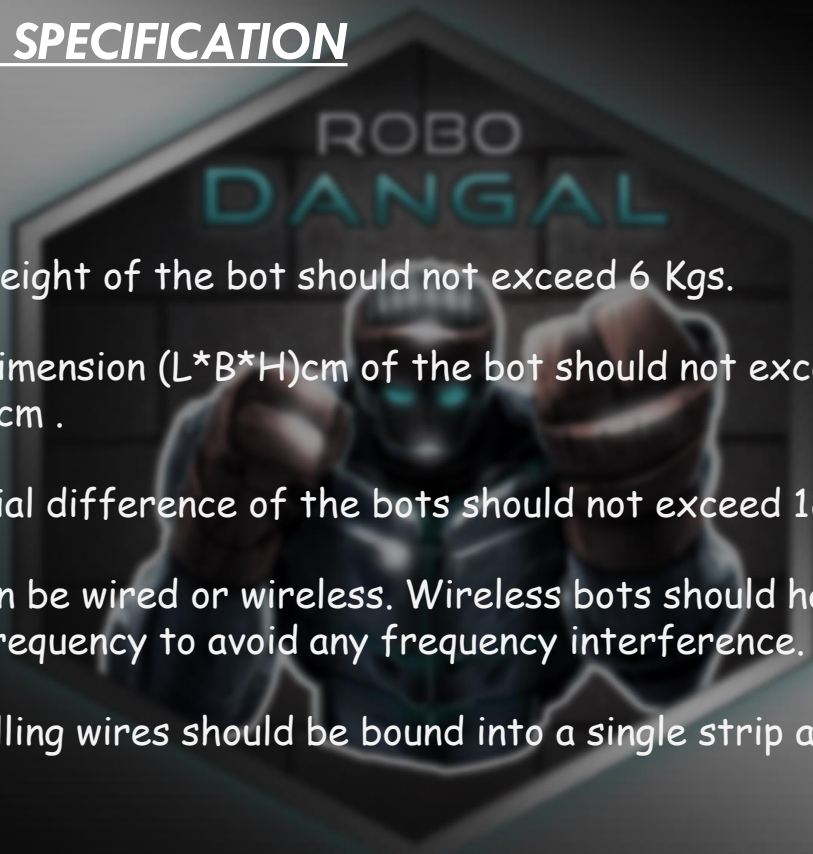 SPECIFICATION
ROBO
DANGAL
eight of the bot should not exceed 6 Kgs.
imension (L*B*H)cm of the bot should not exc
cm .
ial difference of the bots should not exceed 1
n be wired or wireless. Wireless bots should h
requency to avoid any frequency interference.
lling wires should be bound into a single strip a